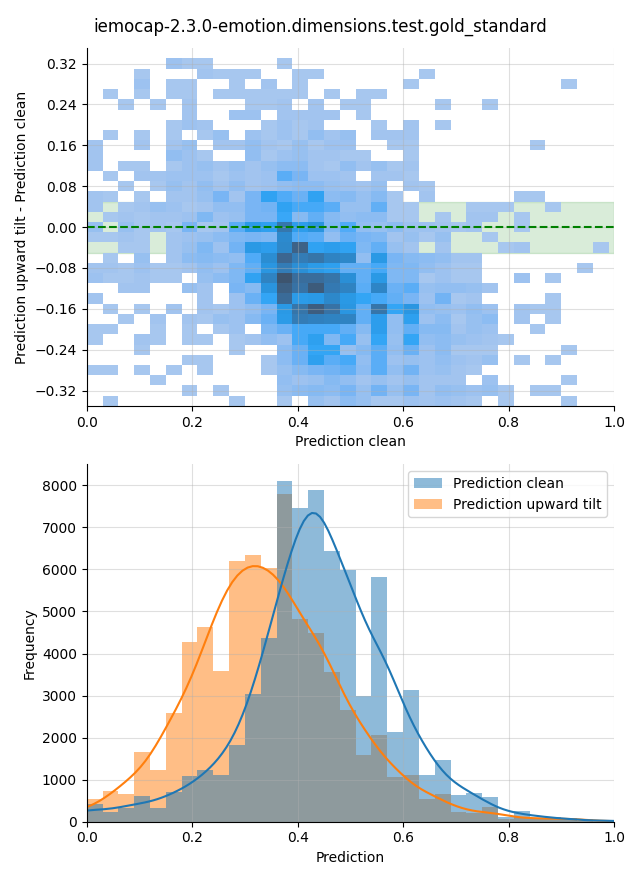 iemocap-2.3.0-emotion.dimensions.test.gold_standard
Prediction upward tilt - Prediction clean
0.32
0.24
0.16
0.08
0.00
−0.08
−0.16
−0.24
−0.32
0.0 0.2 0.4 0.6 0.8 1.0
Prediction clean
Frequency
8000
7000
6000
5000
4000
3000
2000
1000
0
Prediction clean
Prediction upward tilt
0.0 0.2 0.4 0.6 0.8 1.0
Prediction